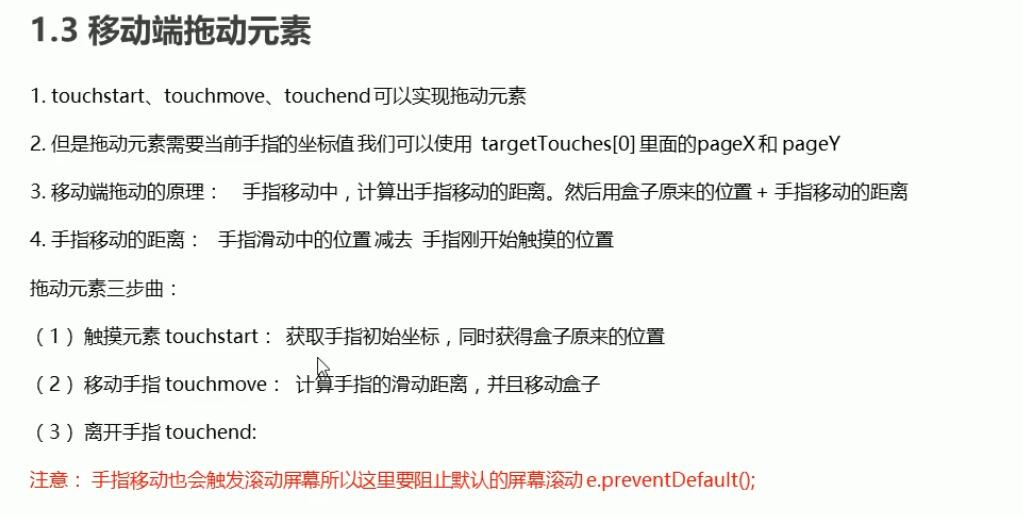 1.3 移动端拖动元素
1. touchstart、touchmove、touchend 可以实现拖动元素
2. 但是拖动元素需要当前手指的坐标值 我们可以使用 targetTouches[0] 里面的pageX 和 pageY
3. 移动端拖动的原理： 手指移动中，计算出手指移动的距离。然后用盒子原来的位置 + 手指移动的距离
4. 手指移动的距离： 手指滑动中的位置 减去 手指刚开始触摸的位置
拖动元素三步曲：
（1） 触摸元素 touchstart： 获取手指初始坐标，同时获得盒子原来的位置
（2） 移动手指 touchmove： 计算手指的滑动距离，并且移动盒子
（3） 离开手指 touchend:
注意： 手指移动也会触发滚动屏幕所以这里要阻止默认的屏幕滚动 e.preventDefault();